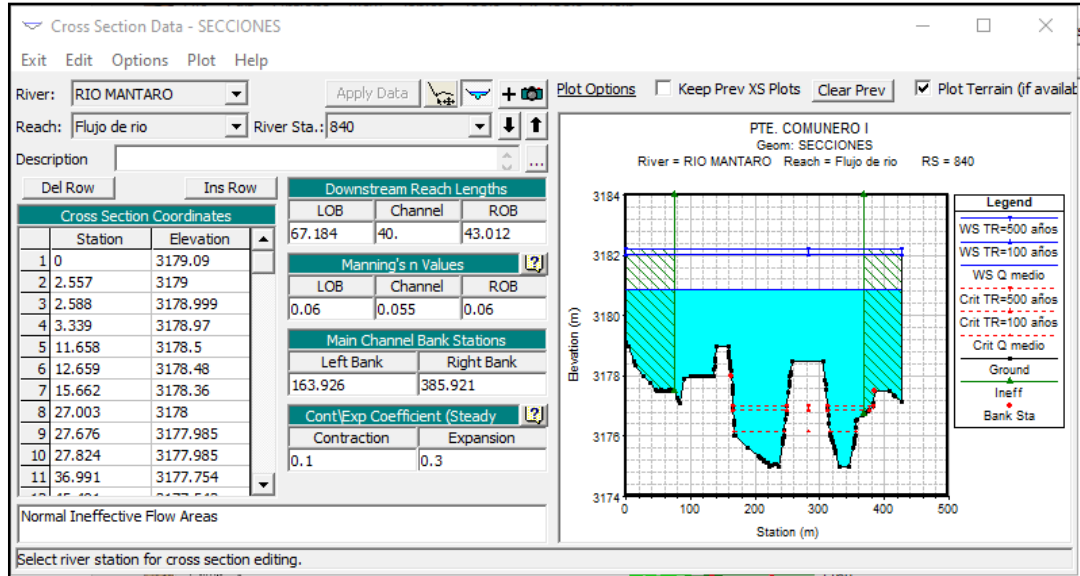 Cross Section Data - SECCIONES
Exit Edit Options Plot Help
River: RIO MANTARO Apply Data Plot Options Keep Prev XS Plots Clear Prev Plot Terrain (if availab
Reach: Flujo de rio River Sta.: 840
Description ...
Del Row Ins Row
Cross Section Coordinates
Station Elevation
1 0 3179.09
2 2.557 3179
3 2.588 3178.999
4 3.339 3178.97
5 11.658 3178.5
6 12.659 3178.48
7 15.662 3178.36
8 27.003 3178
9 27.676 3177.985
10 27.824 3177.985
11 36.991 3177.754
Downstream Reach Lengths
LOB Channel ROB
67.184 40. 43.012
Manning's n Values
LOB Channel ROB
0.06 0.055 0.06
Main Channel Bank Stations
Left Bank Right Bank
163.926 385.921
Cont\Exp Coefficient (Steady
Contraction Expansion
0.1 0.3
Normal Ineffective Flow Areas
Select river station for cross section editing.
PTE. COMUNERO I
Geom: SECCIONES
River = RIO MANTARO Reach = Flujo de rio RS = 840
3184
3182
3180
3178
3176
3174
Elevation (m)
0 100 200 300 400 500
Station (m)
Legend
WS TR=500 años
WS TR=100 años
WS Q medio
Crit TR=500 años
Crit TR=100 años
Crit Q medio
Ground
Ineff
Bank Sta